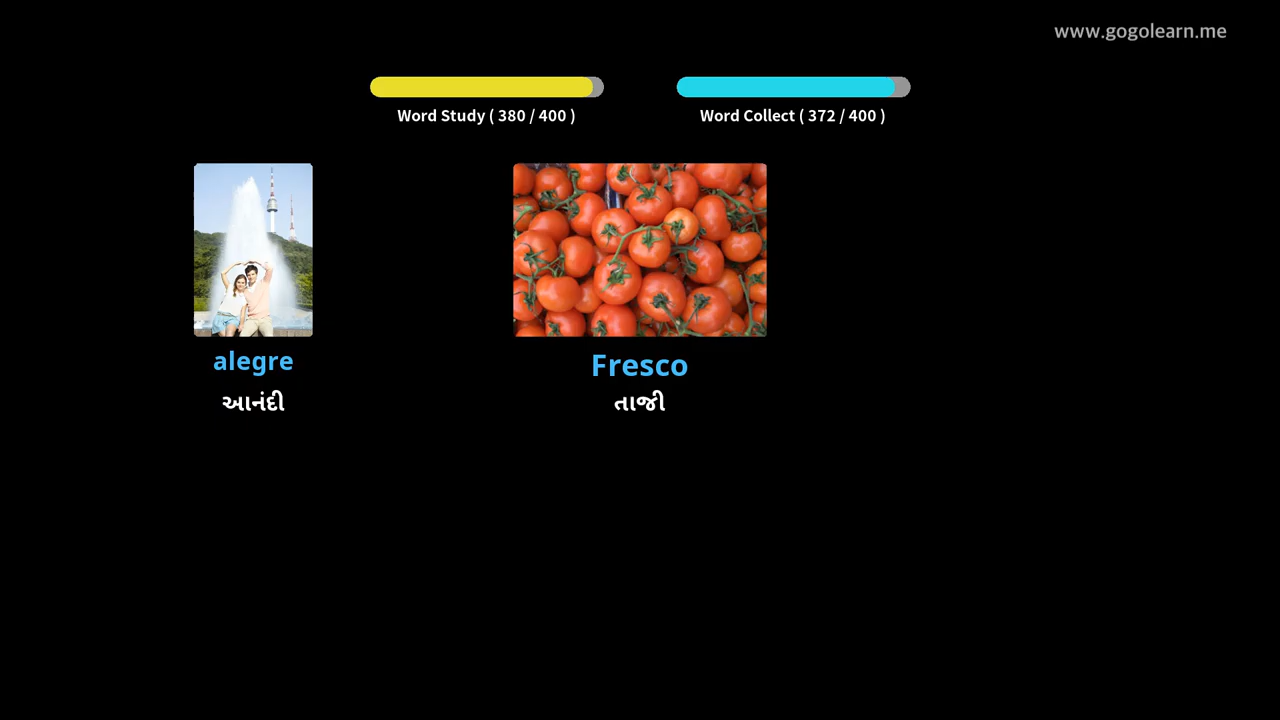 www.gogolearn.me
Word Study ( 380 / 400 )
Word Collect ( 372 / 400 )
alegre
આનંદી
Fresco
તાજી